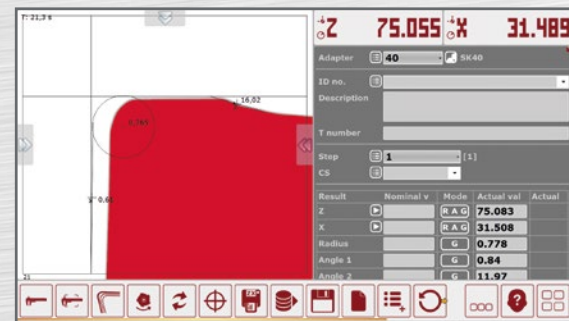 T: 21,3 s
Z 75.055 X 31.489
Adapter 40 SK40
16,02
ID no.
Description
0,769
T number
Step 1 [1]
CS
Result Nominal v Mode Actual val Actual
Z R A G 75.083
X R A G 31.508
Radius G 0.778
Angle 1 G 0.84
Angle 2 G 11.97
21